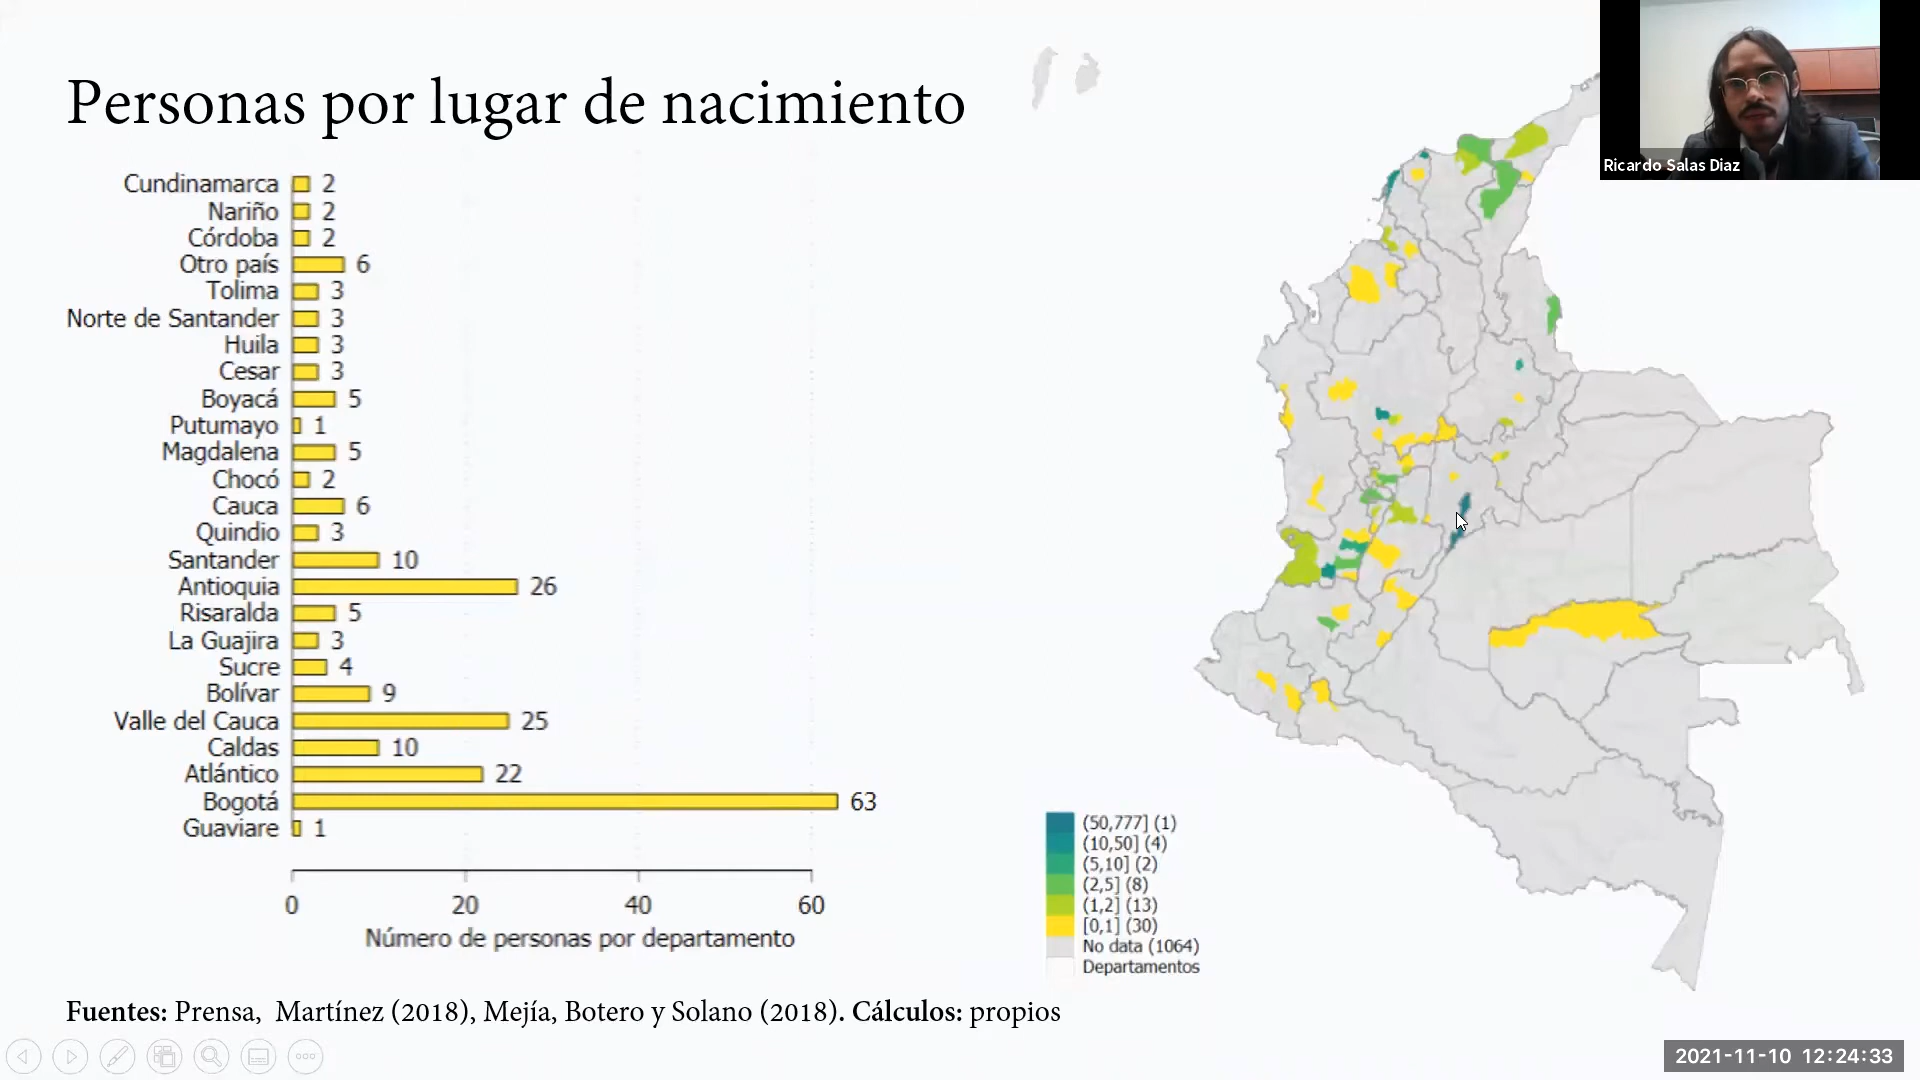 Personas por lugar de nacimiento
Ricardo Salas Diaz
Cundinamarca 2
Nariño 2
Córdoba 2
Otro país 6
Tolima 3
Norte de Santander 3
Huila 3
Cesar 3
Boyacá 5
Putumayo 1
Magdalena 5
Chocó 2
Cauca 6
Quindio 3
Santander 10
Antioquia 26
Risaralda 5
La Guajira 3
Sucre 4
Bolívar 9
Valle del Cauca 25
Caldas 10
Atlántico 22
Bogotá 63
Guaviare 1
0 20 40 60
Número de personas por departamento
(50,777] (1)
(10,50] (4)
(5,10] (2)
(2,5] (8)
(1,2] (13)
[0,1] (30)
No data (1064)
Departamentos
Fuentes: Prensa, Martínez (2018), Mejía, Botero y Solano (2018). Cálculos: propios
2021-11-10 12:24:33